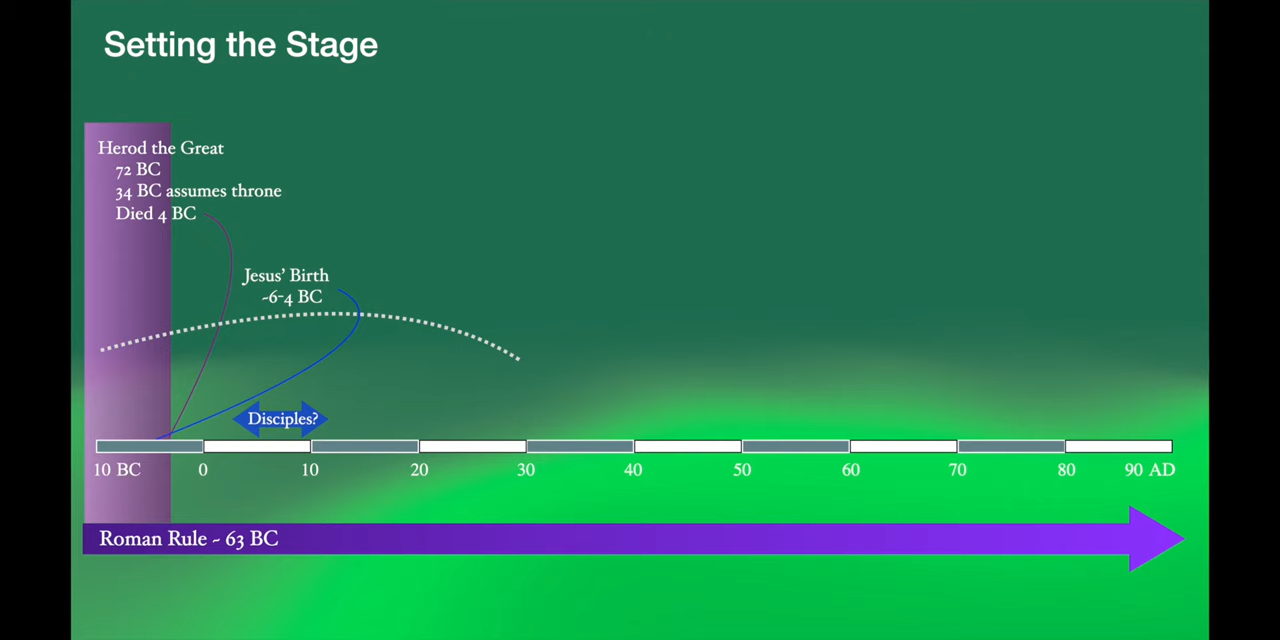 Setting the Stage
Herod the Great
72 BC
34 BC assumes throne
Died 4 BC
Jesus' Birth
~6-4 BC
Disciples?
10 BC 0 10 20 30 40 50 60 70 80 90 AD
Roman Rule ~ 63 BC